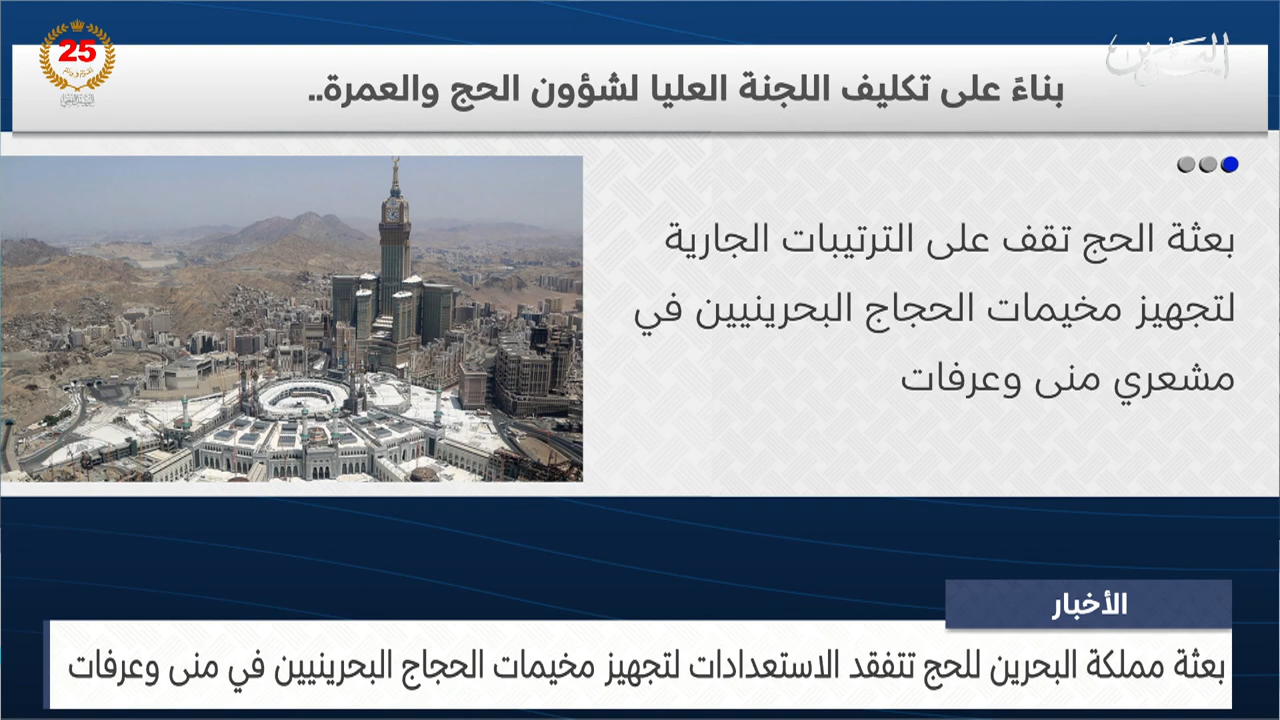 25
البحرين
بناءً على تكليف اللجنة العليا لشؤون الحج والعمرة..
بعثة الحج تقف على الترتيبات الجارية
لتجهيز مخيمات الحجاج البحرينيين في
مشعري منى وعرفات
الأخبار
بعثة مملكة البحرين للحج تتفقد الاستعدادات لتجهيز مخيمات الحجاج البحرينيين في منى وعرفات